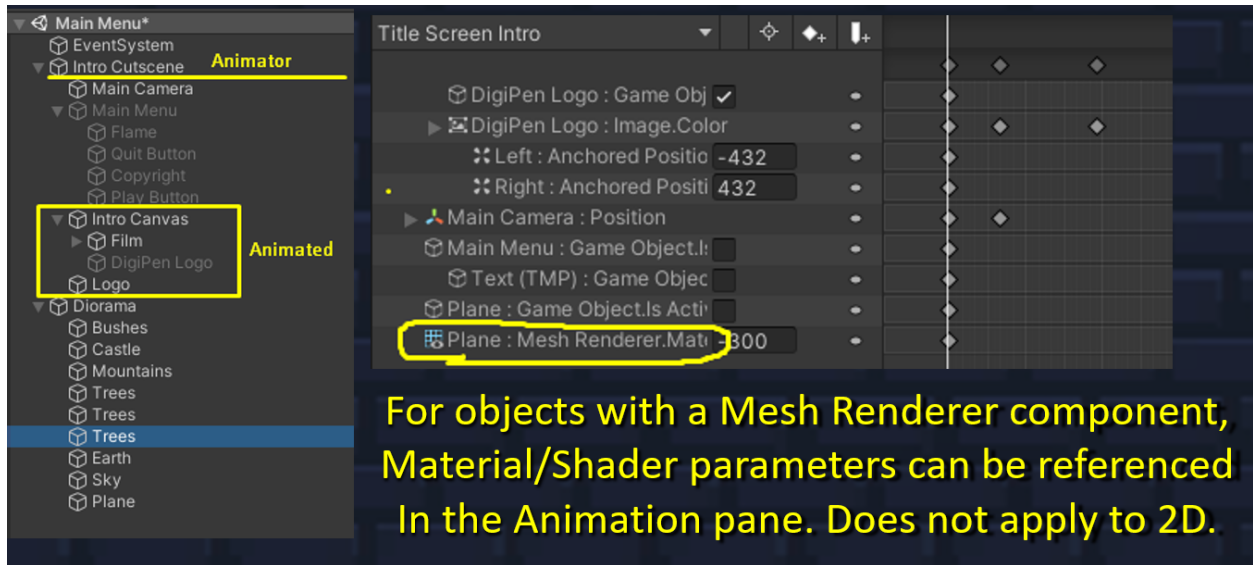 Main Menu*
EventSystem
Intro Cutscene Animator
Main Camera
Main Menu
Flame
Quit Button
Copyright
Play Button
Intro Canvas
Film
Animated
DigiPen Logo
Logo
Diorama
Bushes
Castle
Mountains
Trees
Trees
Trees
Earth
Sky
Plane
Title Screen Intro
DigiPen Logo : Game Obj
DigiPen Logo : Image.Color
Left : Anchored Positio -432
Right : Anchored Positi 432
Main Camera : Position
Main Menu : Game Object.I
Text (TMP) : Game Objec
Plane : Game Object.Is Acti
Plane : Mesh Renderer.Mat -300
For objects with a Mesh Renderer component,
Material/Shader parameters can be referenced
In the Animation pane. Does not apply to 2D.